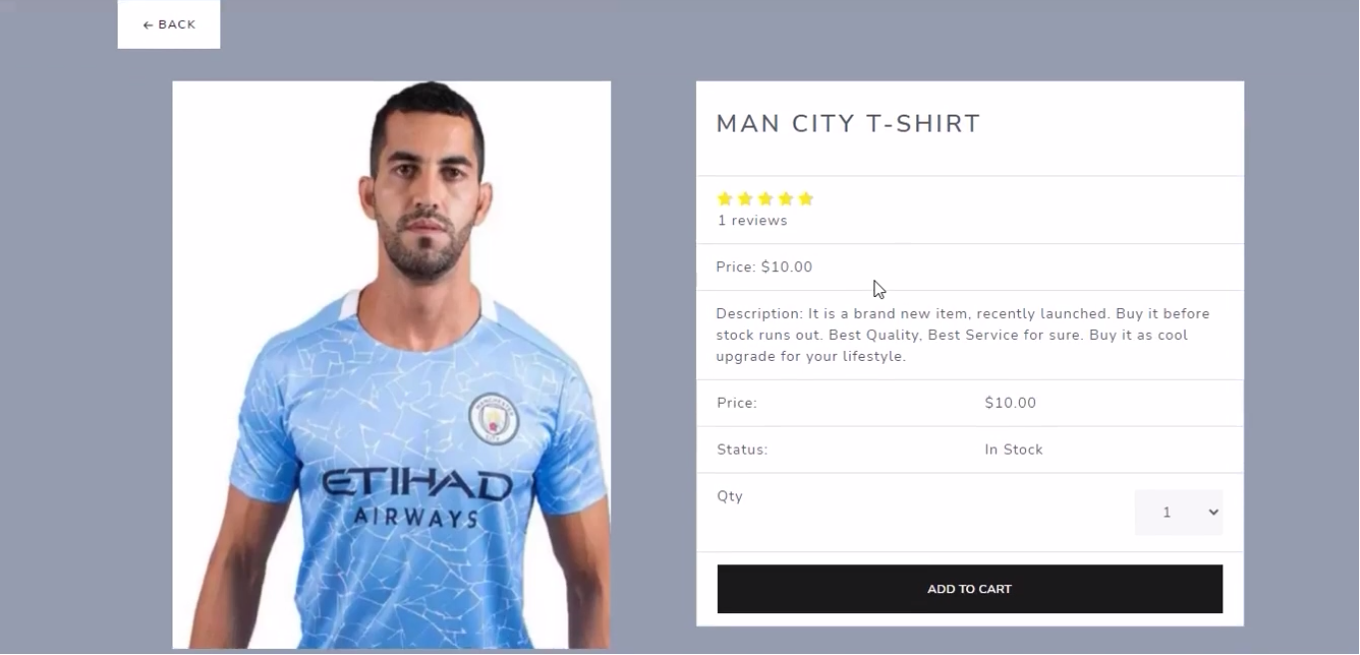 ← BACK
MAN CITY T-SHIRT
1 reviews
Price: $10.00
Description: It is a brand new item, recently launched. Buy it before
stock runs out. Best Quality, Best Service for sure. Buy it as cool
upgrade for your lifestyle.
Price: $10.00
Status: In Stock
Qty 1
ADD TO CART
MANCHESTER
CITY
ETIHAD
AIRWAYS